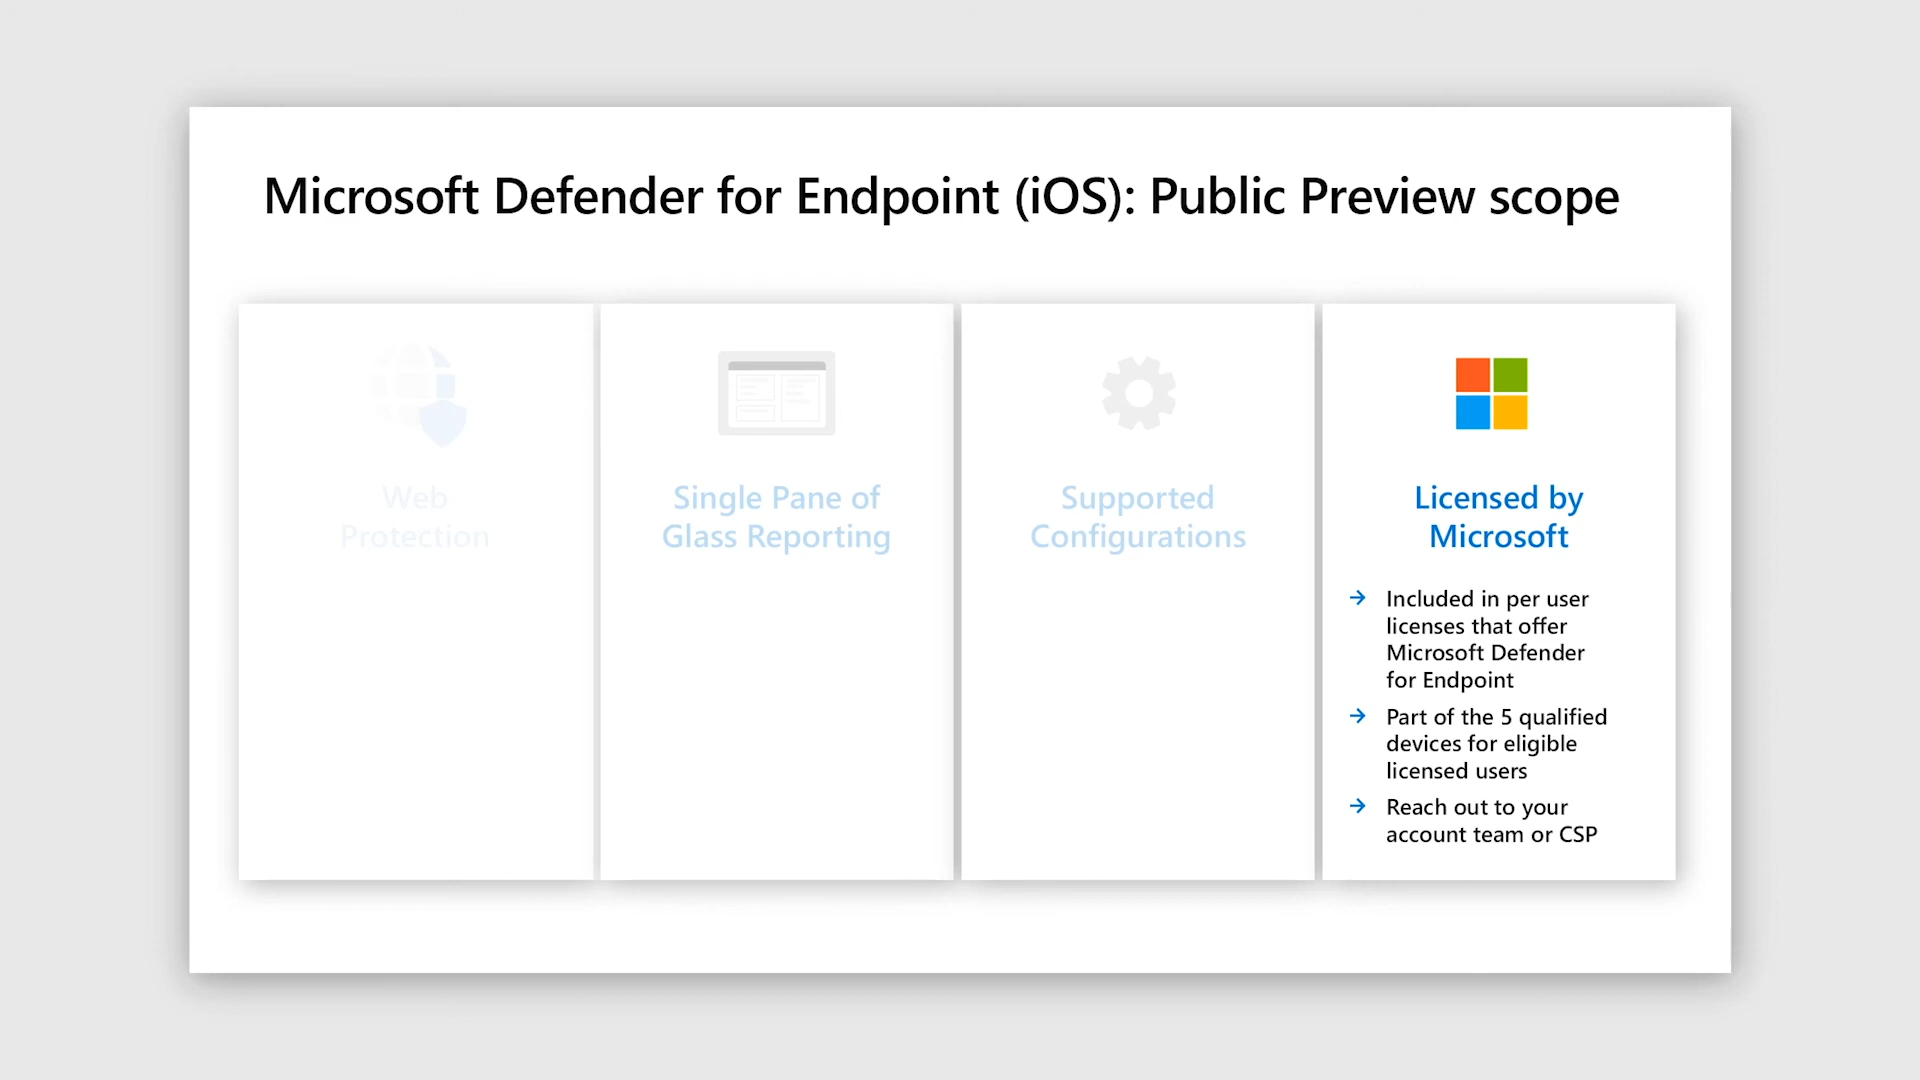 Microsoft Defender for Endpoint (iOS): Public Preview scope
Web
Protection
Single Pane of
Glass Reporting
Supported
Configurations
Licensed by
Microsoft
→ Included in per user
licenses that offer
Microsoft Defender
for Endpoint
→ Part of the 5 qualified
devices for eligible
licensed users
→ Reach out to your
account team or CSP